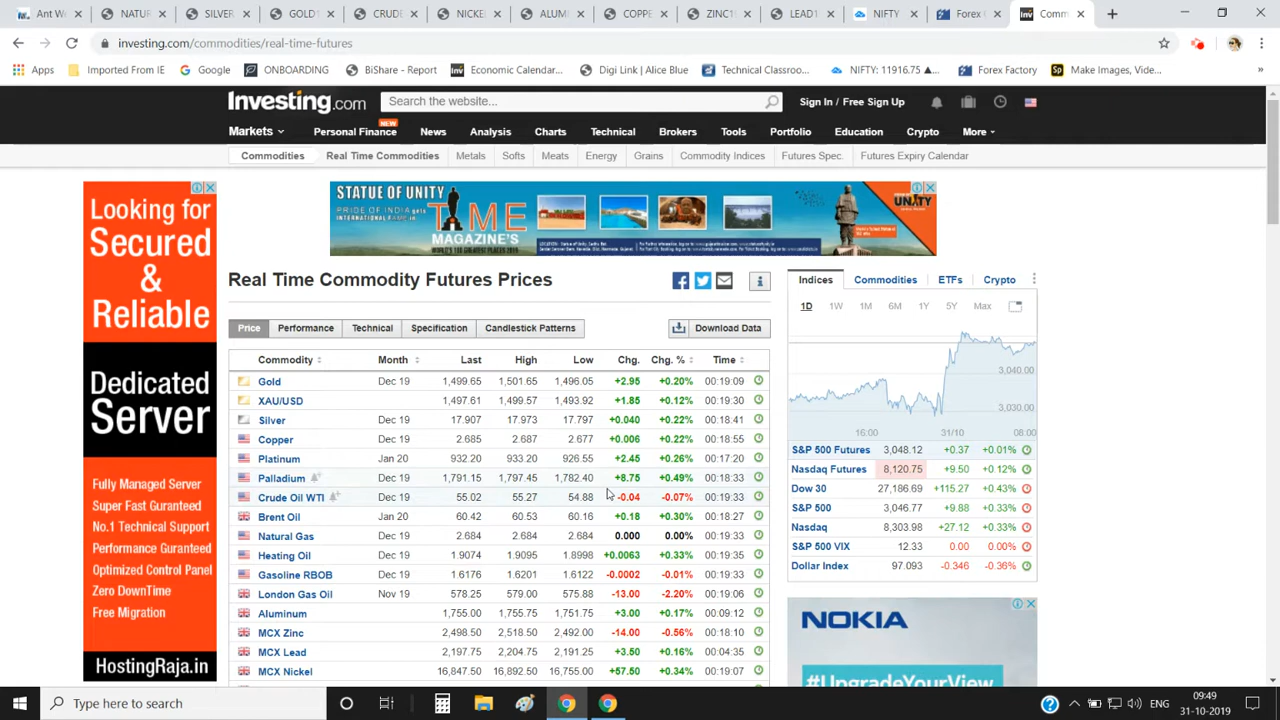 Ant We
NATUR
SILVER
GOLD
CRUDE
NICKEL
ALUMI
COPPE
ZINC1
LEAD1
NIFTY
Forex
Comm
investing.com/commodities/real-time-futures
Apps
Imported From IE
Google
ONBOARDING
BiShare - Report
Economic Calendar...
Digi Link | Alice Blue
Technical Classroo...
NIFTY: 11916.75 ▲...
Forex Factory
Make Images, Vide...
Investing.com
Search the website...
Sign In / Free Sign Up
NEW
Markets
Personal Finance
News
Analysis
Charts
Technical
Brokers
Tools
Portfolio
Education
Crypto
More
Commodities
Real Time Commodities
Metals
Softs
Meats
Energy
Grains
Commodity Indices
Futures Spec.
Futures Expiry Calendar
Looking for
Secured
&
Reliable
Dedicated
Server
Fully Managed Server
Super Fast Guranteed
No.1 Technical Support
Performance Guranteed
Optimized Control Panel
Zero DownTime
Free Migration
HostingRaja.in
STATUE OF UNITY
PRIDE OF INDIA gets
INTERNATIONAL Fame in
TIME
MAGAZINE'S
UNITY
Real Time Commodity Futures Prices
Price
Performance
Technical
Specification
Candlestick Patterns
Download Data
Commodity Month Last High Low Chg. Chg. % Time
Gold Dec 19 1,499.65 1,501.65 1,496.05 +2.95 +0.20% 00:19:09
XAU/USD 1,497.61 1,499.57 1,493.92 +1.85 +0.12% 00:19:30
Silver Dec 19 17.907 17.973 17.797 +0.040 +0.22% 00:18:41
Copper Dec 19 2.685 2.687 2.677 +0.006 +0.22% 00:18:55
Platinum Jan 20 932.20 933.20 926.55 +2.45 +0.26% 00:17:20
Palladium Dec 19 1,791.15 1,797.45 1,782.40 +8.75 +0.49% 00:18:33
Crude Oil WTI Dec 19 55.02 55.27 54.88 -0.04 -0.07% 00:19:33
Brent Oil Jan 20 60.42 60.53 60.16 +0.18 +0.30% 00:18:27
Natural Gas Dec 19 2.684 2.684 2.684 0.000 0.00% 00:19:33
Heating Oil Dec 19 1.9074 1.9095 1.8998 +0.0063 +0.33% 00:19:35
Gasoline RBOB Dec 19 1.6176 1.6201 1.6122 -0.0002 -0.01% 00:19:33
London Gas Oil Nov 19 578.25 579.00 575.88 -13.00 -2.20% 00:19:06
Aluminum 1,755.00 1,755.75 1,751.75 +3.00 +0.17% 00:09:12
MCX Zinc 2,498.50 2,518.50 2,492.00 -14.00 -0.56% 00:18:10
MCX Lead 2,197.75 2,204.75 2,191.25 +3.50 +0.16% 00:04:35
MCX Nickel 16,847.50 16,892.50 16,755.00 +57.50 +0.34% 00:19:07
Indices
Commodities
ETFs
Crypto
1D
1W
1M
6M
1Y
5Y
Max
3,040.00
3,030.00
16:00 31/10 08:00
S&P 500 Futures 3,048.12 +0.37 +0.01%
Nasdaq Futures 8,120.75 +9.50 +0.12%
Dow 30 27,186.69 +115.27 +0.43%
S&P 500 3,046.77 +9.88 +0.33%
Nasdaq 8,303.98 +27.12 +0.33%
S&P 500 VIX 12.33 0.00 0.00%
Dollar Index 97.093 -0.346 -0.36%
NOKIA
#UpgradeYourView
Type here to search
ENG
09:49
31-10-2019